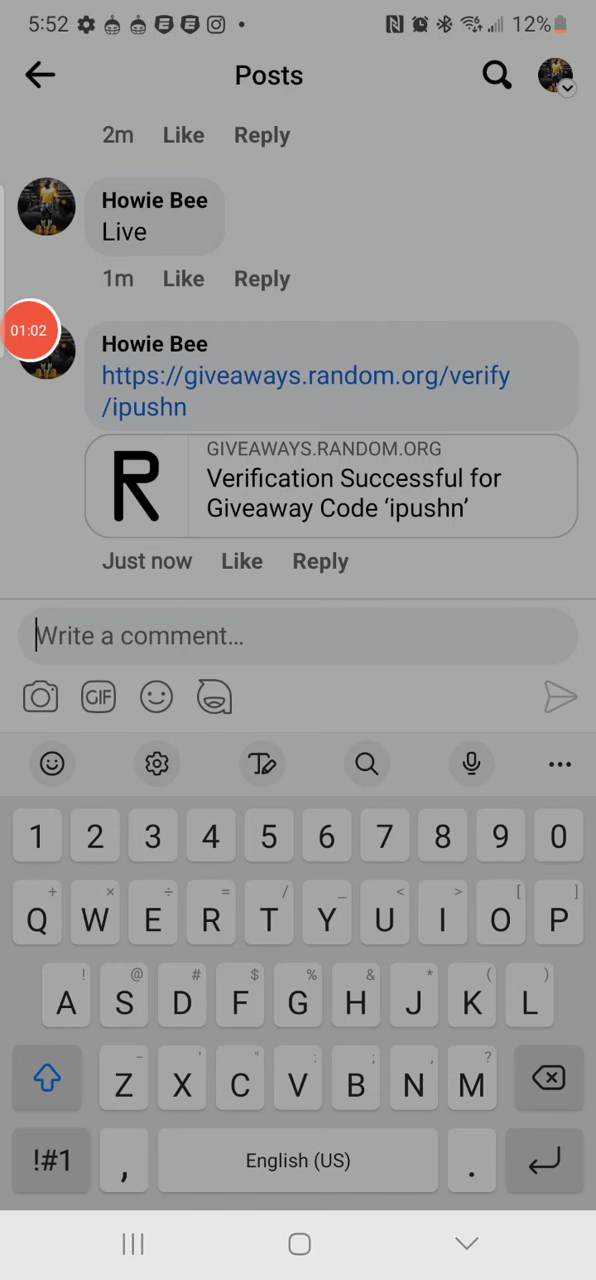 5:52 12%
Posts
2m Like Reply
Howie Bee
Live
1m Like Reply
01:02
Howie Bee
https://giveaways.random.org/verify
/ipushn
R
GIVEAWAYS.RANDOM.ORG
Verification Successful for
Giveaway Code ‘ipushn’
Just now Like Reply
Write a comment...
GIF
1 2 3 4 5 6 7 8 9 0
+ × ÷ = / _ < > [ ]
Q W E R T Y U I O P
! @ # $ % & * ( )
A S D F G H J K L
- ' " : ; , ?
Z X C V B N M
!#1 , English (US) .